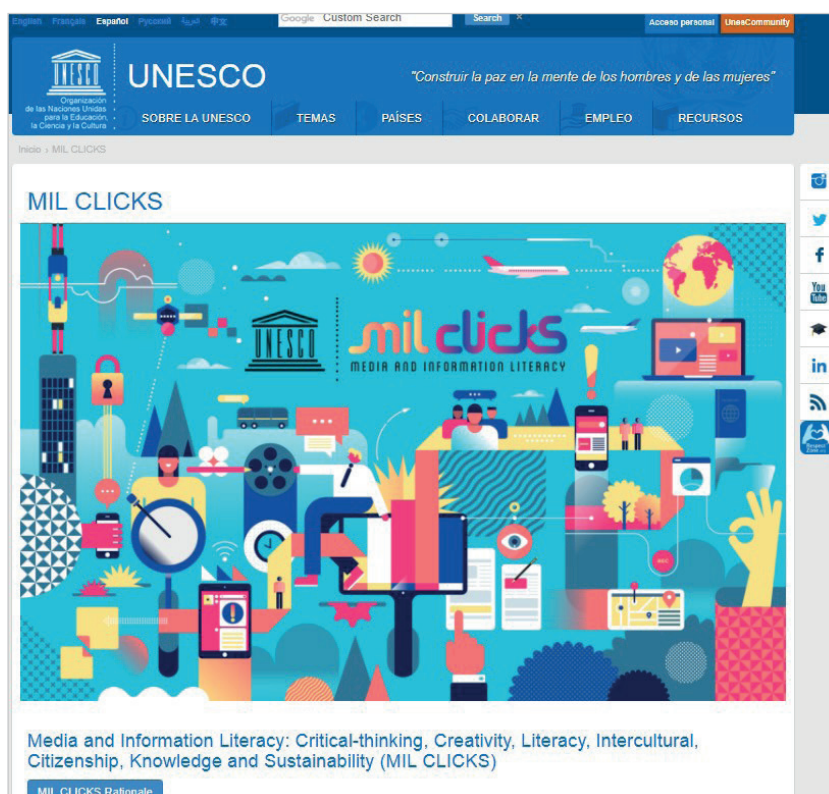 English Français Español Русский العربية 中文
Google Custom Search
Search ×
Acceso personal UnesCommunity
UNESCO
Organización
de las Naciones Unidas
para la Educación,
la Ciencia y la Cultura
UNESCO
"Construir la paz en la mente de los hombres y de las mujeres"
SOBRE LA UNESCO TEMAS PAÍSES COLABORAR EMPLEO RECURSOS
Inicio › MIL CLICKS
MIL CLICKS
UNESCO
mil clicks
MEDIA AND INFORMATION LITERACY
You
Tube
in
Media and Information Literacy: Critical-thinking, Creativity, Literacy, Intercultural,
Citizenship, Knowledge and Sustainability (MIL CLICKS)
MIL CLICKS Rationale